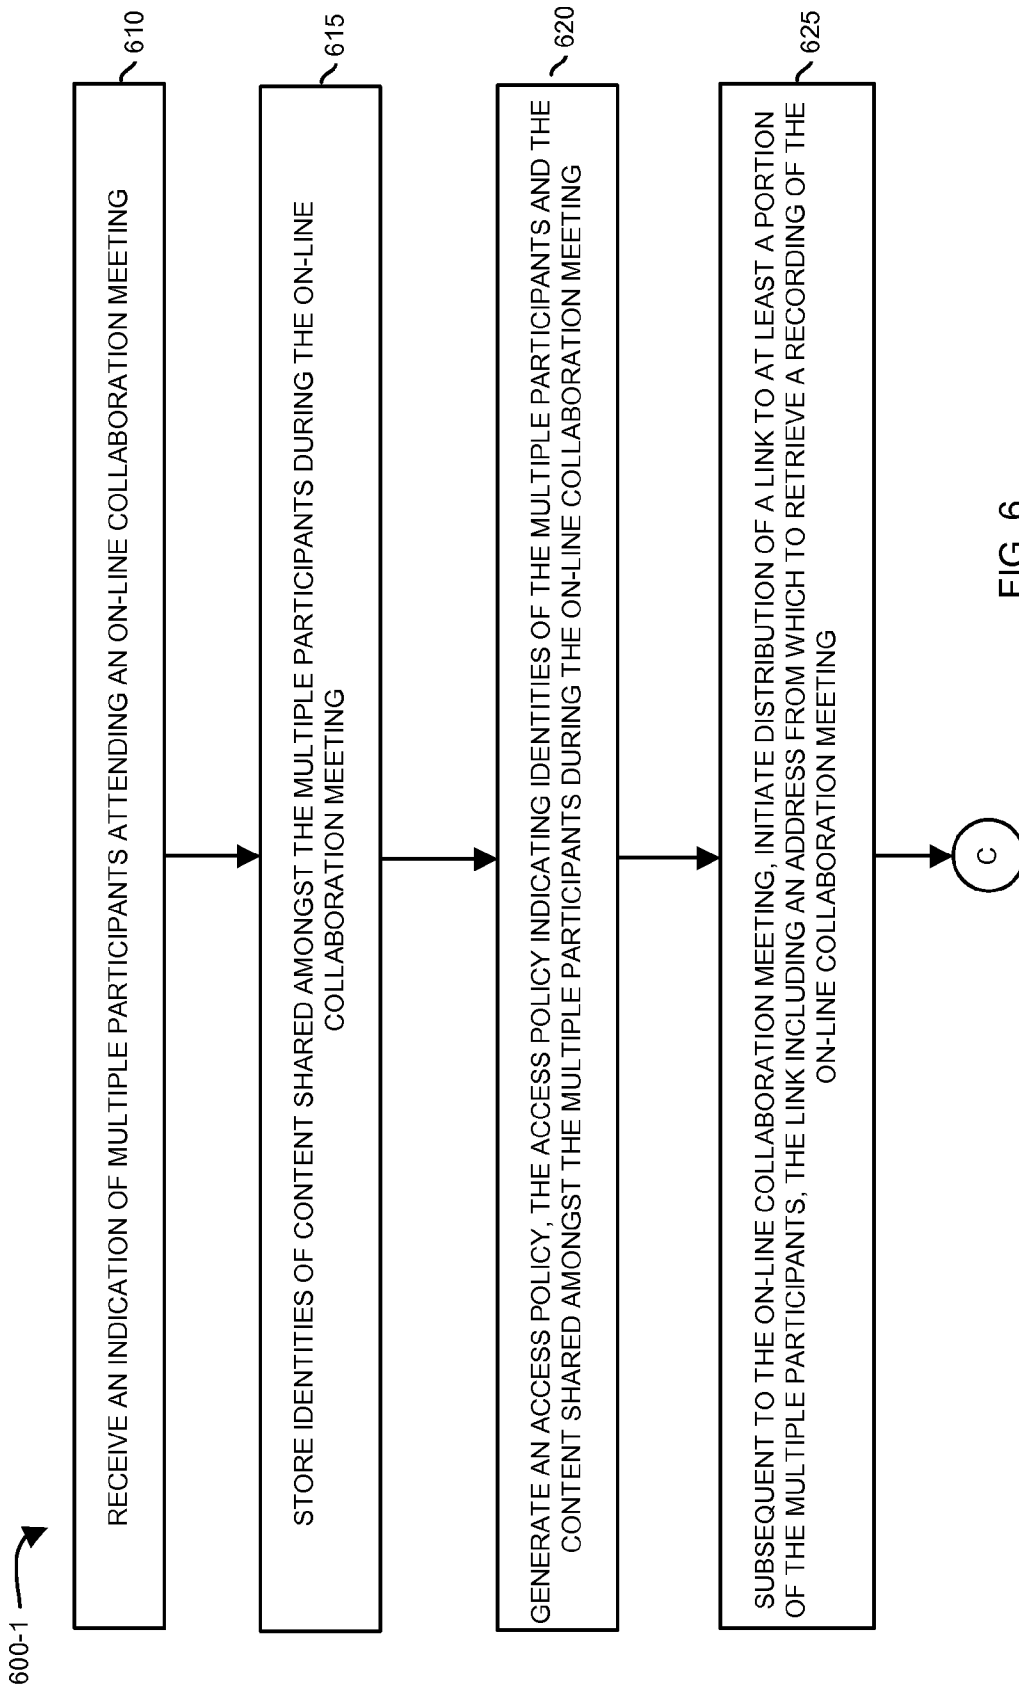 600-1
RECEIVE AN INDICATION OF MULTIPLE PARTICIPANTS ATTENDING AN ON-LINE COLLABORATION MEETING
610
STORE IDENTITIES OF CONTENT SHARED AMONGST THE MULTIPLE PARTICIPANTS DURING THE ON-LINE
COLLABORATION MEETING
615
GENERATE AN ACCESS POLICY, THE ACCESS POLICY INDICATING IDENTITIES OF THE MULTIPLE PARTICIPANTS AND THE
CONTENT SHARED AMONGST THE MULTIPLE PARTICIPANTS DURING THE ON-LINE COLLABORATION MEETING
620
SUBSEQUENT TO THE ON-LINE COLLABORATION MEETING, INITIATE DISTRIBUTION OF A LINK TO AT LEAST A PORTION
OF THE MULTIPLE PARTICIPANTS, THE LINK INCLUDING AN ADDRESS FROM WHICH TO RETRIEVE A RECORDING OF THE
ON-LINE COLLABORATION MEETING
625
C
FIG. 6